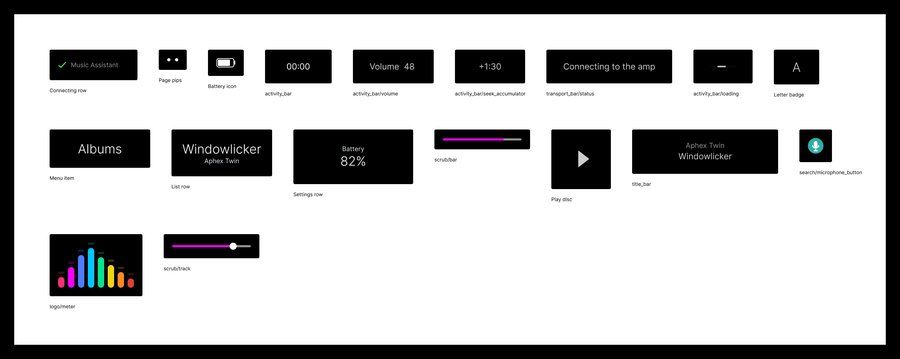 Music Assistant
Connecting row
Page pips
Battery icon
00:00
activity_bar
Volume 48
activity_bar/volume
+1:30
activity_bar/seek_accumulator
Connecting to the amp
transport_bar/status
activity_bar/loading
A
Letter badge
Albums
Menu item
Windowlicker
Aphex Twin
List row
Battery
82%
Settings row
scrub/bar
Play disc
Aphex Twin
Windowlicker
title_bar
search/microphone_button
logo/meter
scrub/track